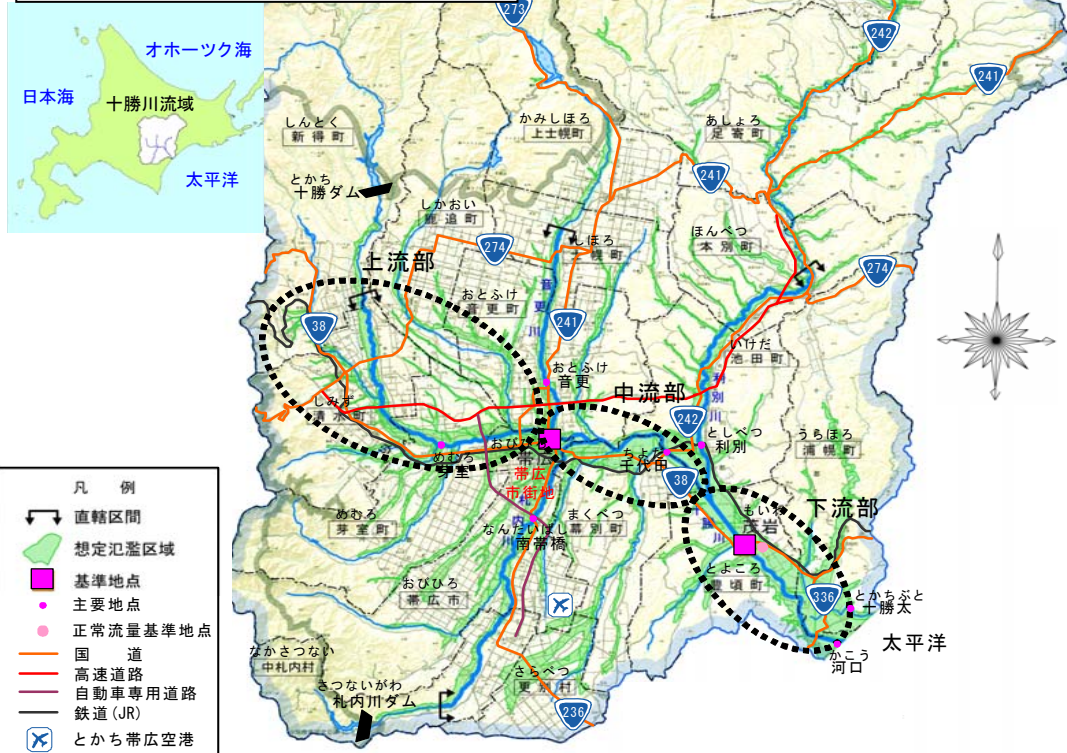 オホーツク海
日本海
十勝川流域
太平洋
273
242
241
しんとく
新得町
かみしほろ
上士幌町
あしょろ
足寄町
とかち
十勝ダム
241
しかおい
鹿追町
274
しほろ
士幌町
ほんべつ
本別町
274
上流部
おとふけ
音更町
音更川
38
241
いけだ
池田町
おとふけ
音更
中流部
利別川
しみず
清水町
242
としべつ
利別
うらほろ
浦幌町
めむろ
芽室
おびひろ
帯広
帯広
市街地
ちよだ
千代田
38
下流部
もいわ
茂岩
十勝川
めむろ
芽室町
札内川
なんたいばし
南帯橋
まくべつ
幕別町
とよころ
豊頃町
おびひろ
帯広市
336
とかちぶと
十勝太
太平洋
かこう
河口
なかさつない
中札内村
さらべつ
更別村
さつないがわ
札内川ダム
236
凡 例
直轄区間
想定氾濫区域
基準地点
主要地点
正常流量基準地点
国 道
高速道路
自動車専用道路
鉄道(JR)
とかち帯広空港